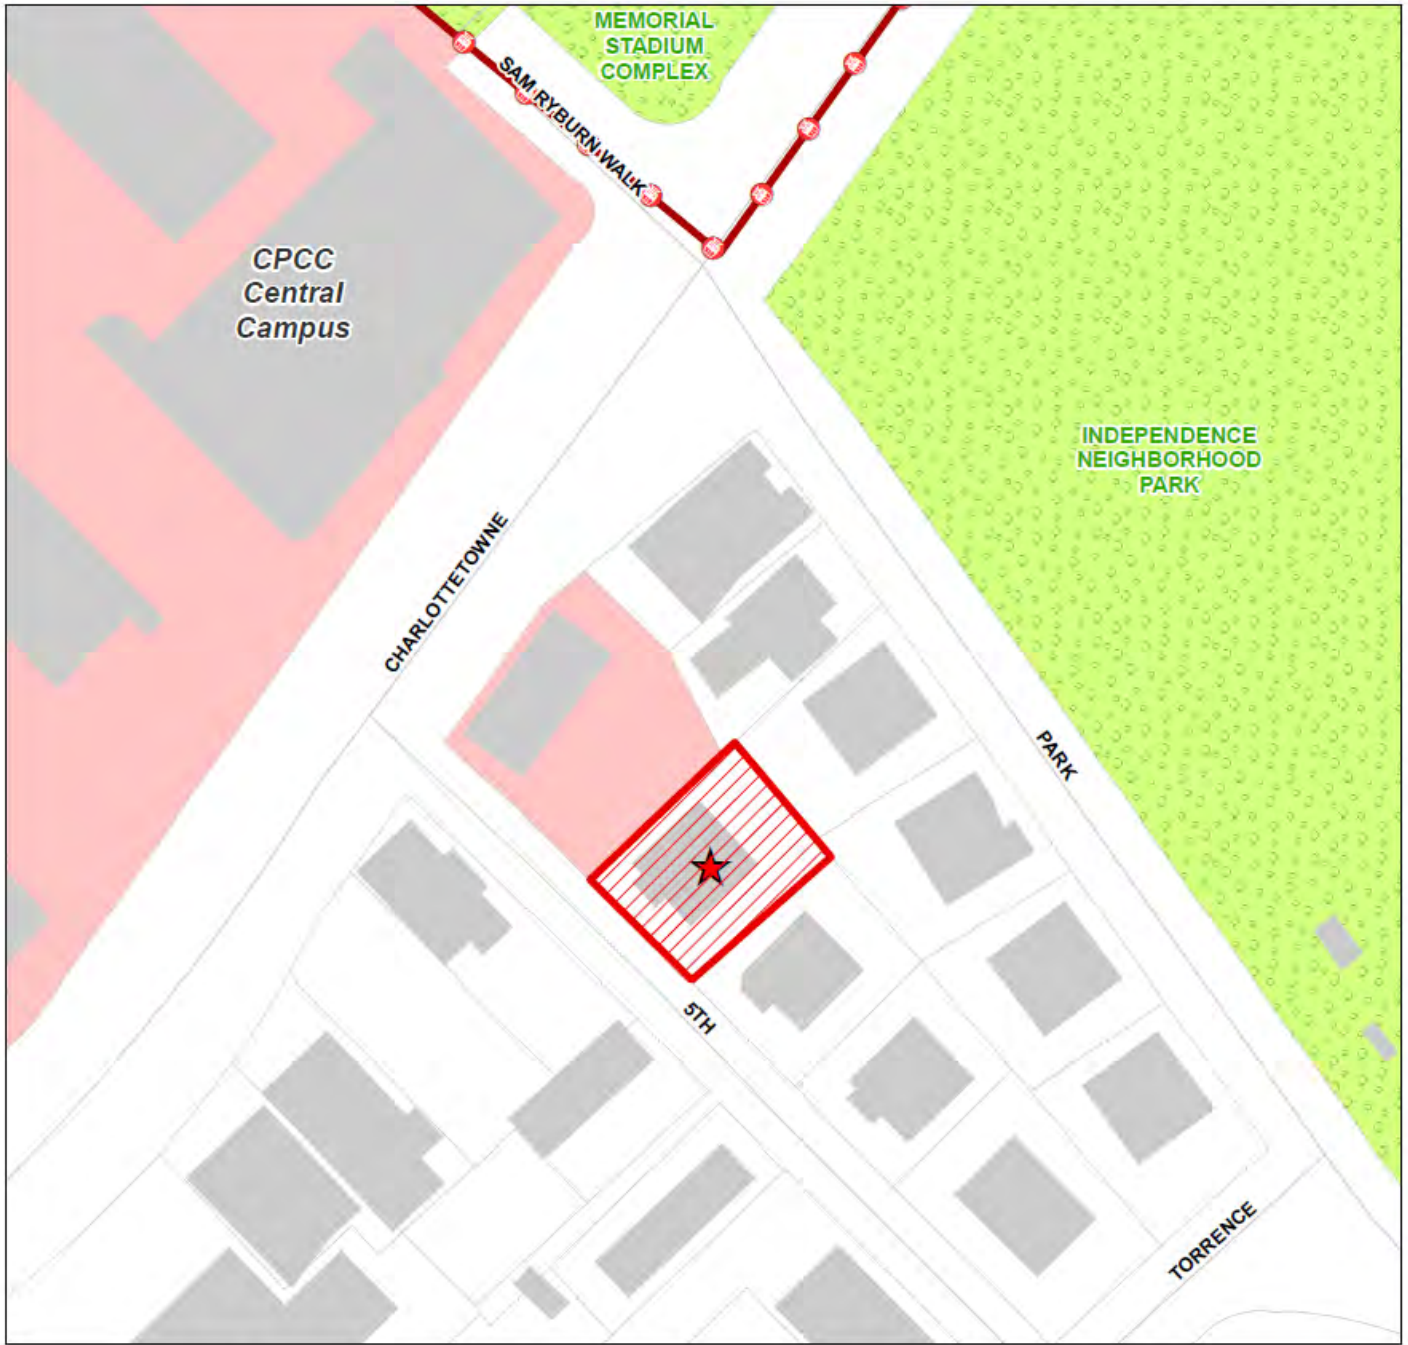 MEMORIAL
STADIUM
COMPLEX
SAM RYBURN WALK
CPCC
Central
Campus
INDEPENDENCE
NEIGHBORHOOD
PARK
CHARLOTTETOWNE
PARK
5TH
TORRENCE